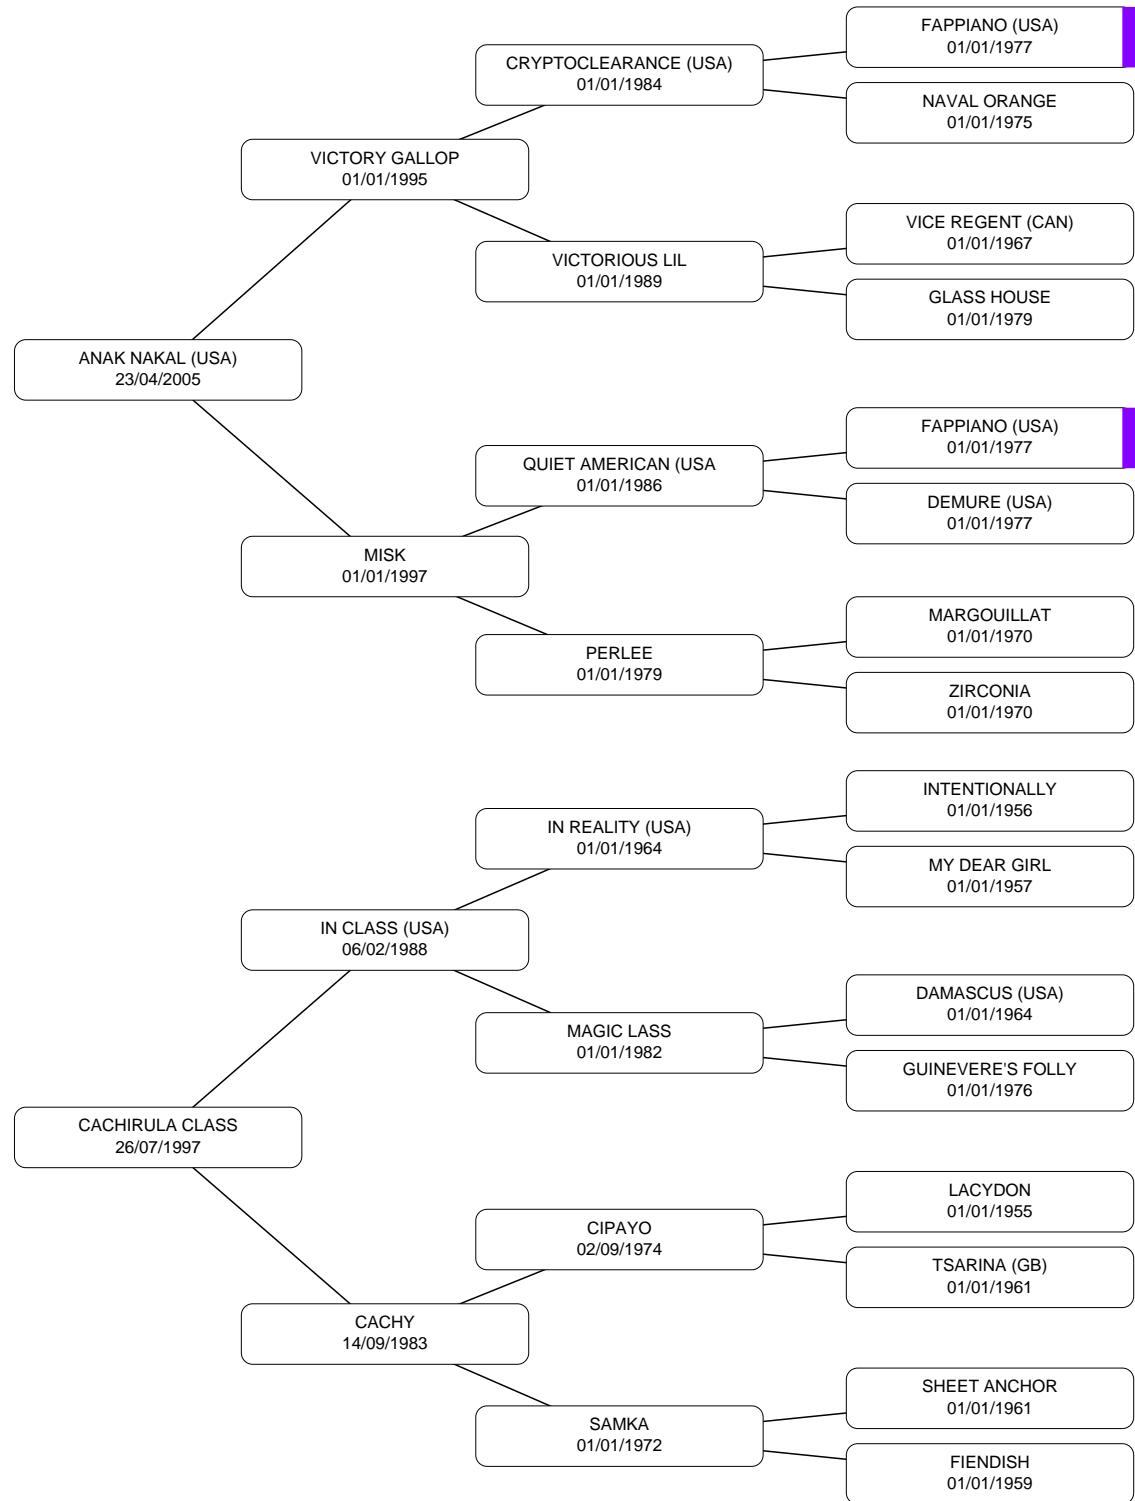 FAPPIANO (USA)
01/01/1977
CRYPTOCLEARANCE (USA)
01/01/1984
NAVAL ORANGE
01/01/1975
VICTORY GALLOP
01/01/1995
VICE REGENT (CAN)
01/01/1967
VICTORIOUS LIL
01/01/1989
GLASS HOUSE
01/01/1979
ANAK NAKAL (USA)
23/04/2005
FAPPIANO (USA)
01/01/1977
QUIET AMERICAN (USA
01/01/1986
DEMURE (USA)
01/01/1977
MISK
01/01/1997
MARGOUILLAT
01/01/1970
PERLEE
01/01/1979
ZIRCONIA
01/01/1970
INTENTIONALLY
01/01/1956
IN REALITY (USA)
01/01/1964
MY DEAR GIRL
01/01/1957
IN CLASS (USA)
06/02/1988
DAMASCUS (USA)
01/01/1964
MAGIC LASS
01/01/1982
GUINEVERE'S FOLLY
01/01/1976
CACHIRULA CLASS
26/07/1997
LACYDON
01/01/1955
CIPAYO
02/09/1974
TSARINA (GB)
01/01/1961
CACHY
14/09/1983
SHEET ANCHOR
01/01/1961
SAMKA
01/01/1972
FIENDISH
01/01/1959